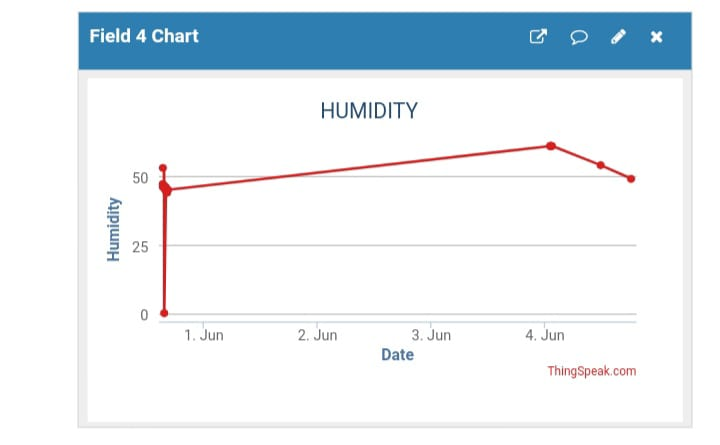 Field 4 Chart
HUMIDITY
Humidity
50
25
0
1. Jun
2. Jun
3. Jun
4. Jun
Date
ThingSpeak.com